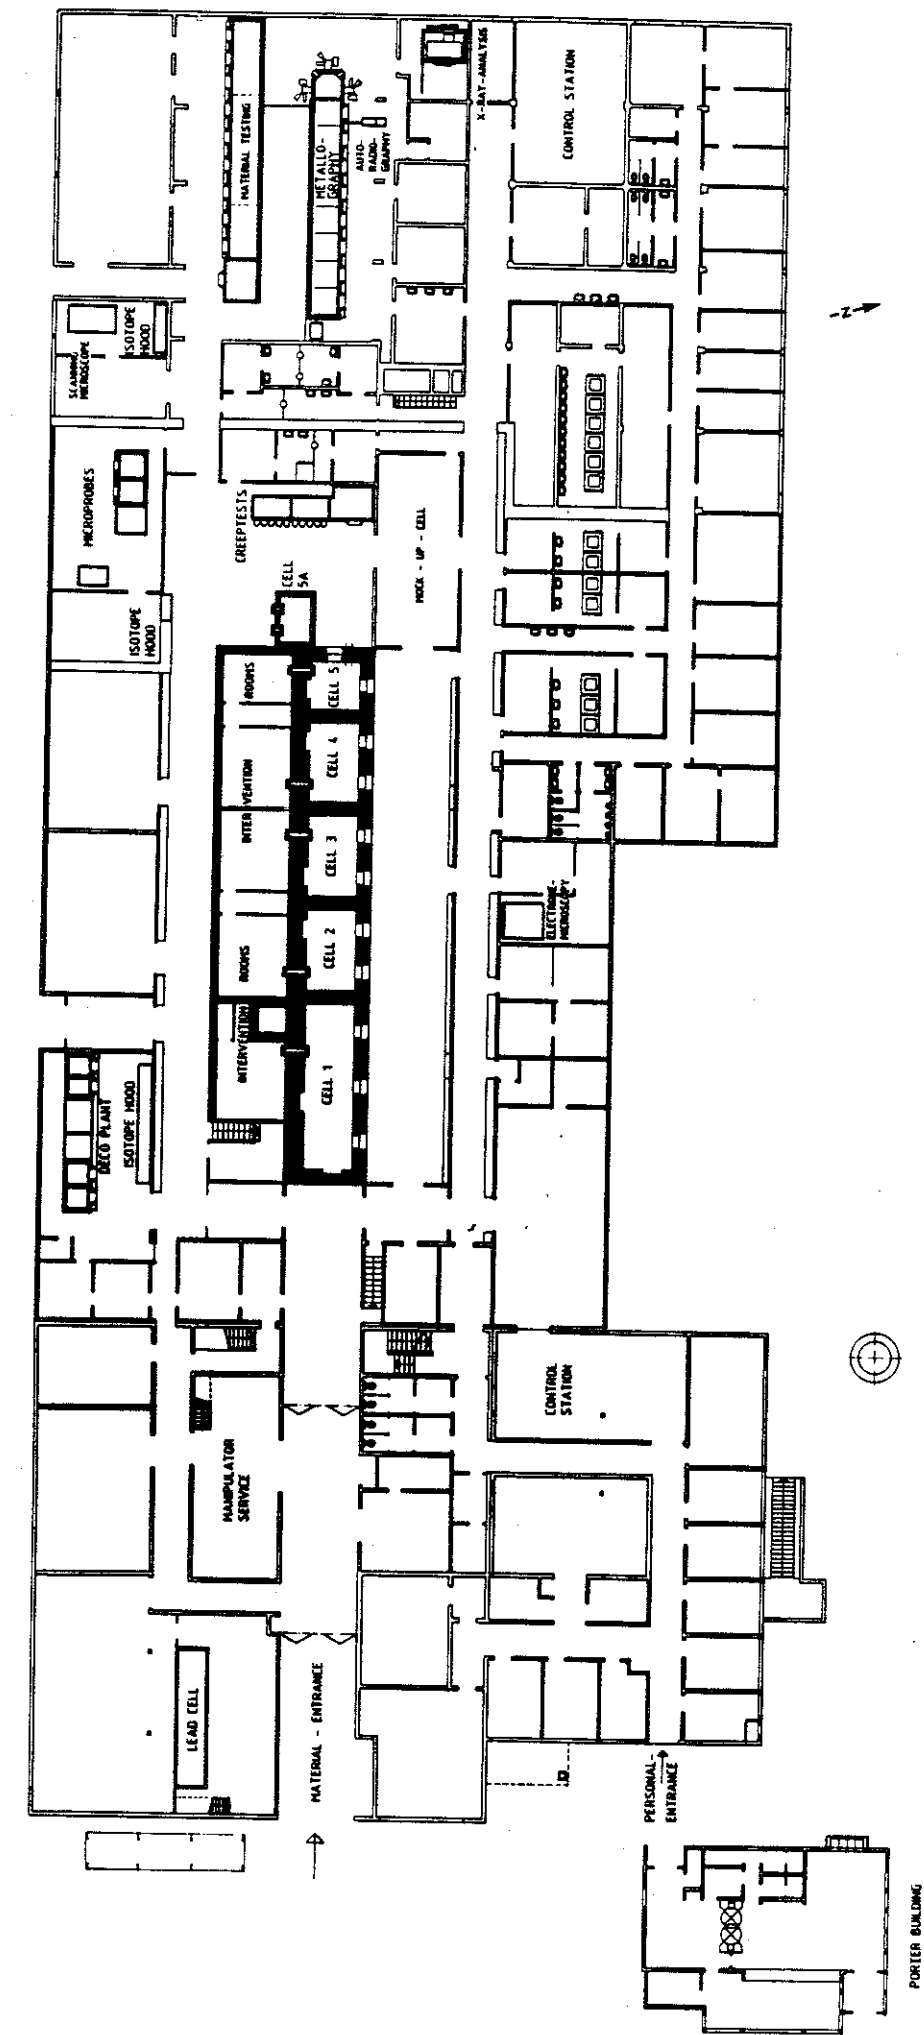 MATERIAL TESTING
METALLO-
GRAPHY
AUTO-
RADIO-
GRAPHY
X-RAY-ANALYSIS
CONTROL STATION
-Z-
SCANNING
MICROSCOPE
ISOTOPE
HOOD
MICROPROBES
ISOTOPE
HOOD
CREEPTESTS
CELL
5A
MOCK - UP - CELL
ROOMS
INTERVENTION
ROOMS
INTERVENTION
CELL 5
CELL 4
CELL 3
CELL 2
CELL 1
ELECTRONE-
MICROSCOPY
DECO PLANT
ISOTOPE HOOD
CONTROL
STATION
MANIPULATOR
SERVICE
LEAD CELL
MATERIAL - ENTRANCE
PERSONAL-
ENTRANCE
PORTER BUILDING